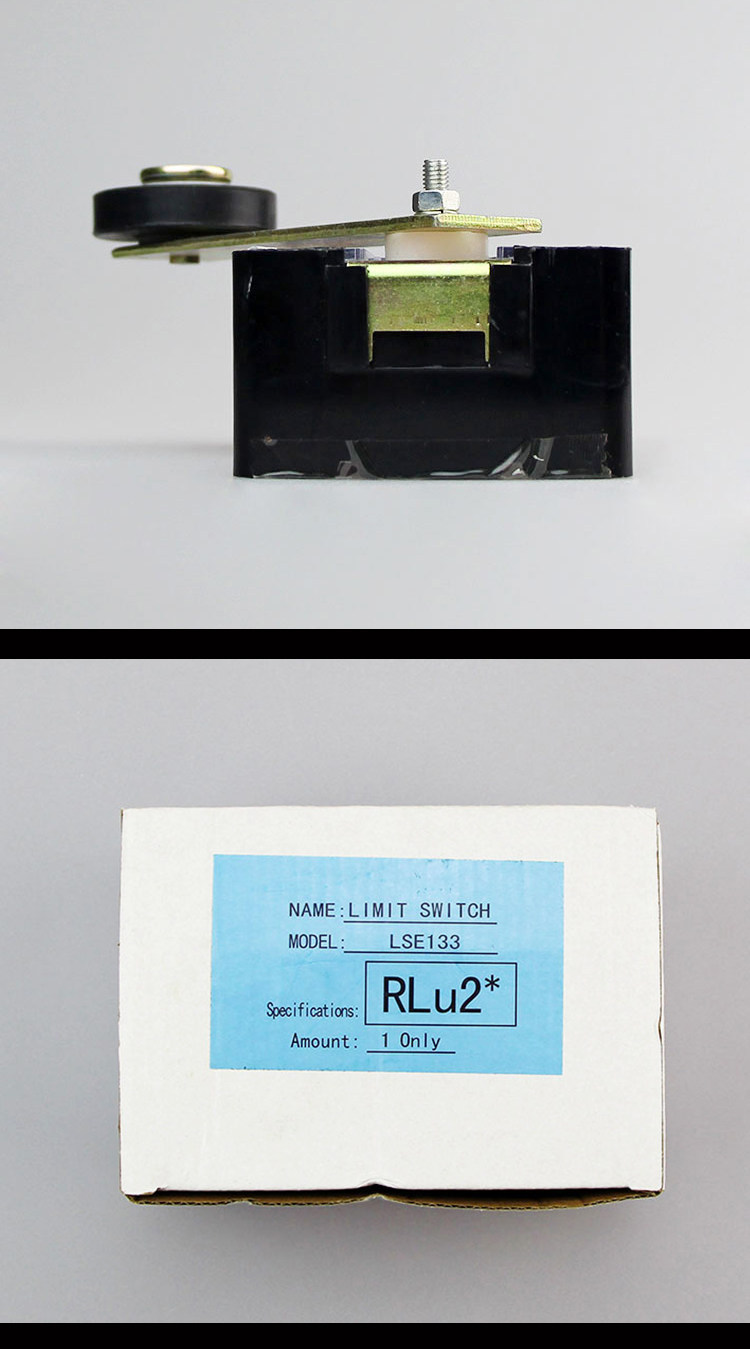 NAME:LIMIT SWITCH
MODEL: LSE133
Specifications: RLu2*
Amount: 1 Only